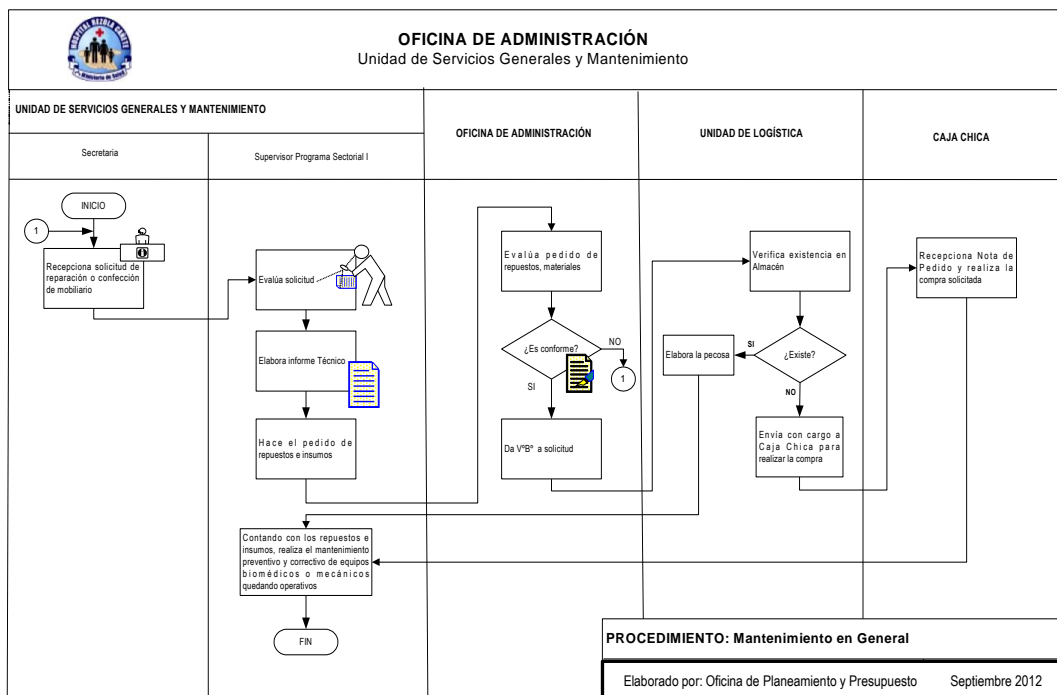 HOSPITAL REZOLA CAÑETE
Ministerio de Salud
OFICINA DE ADMINISTRACIÓN
Unidad de Servicios Generales y Mantenimiento
UNIDAD DE SERVICIOS GENERALES Y MANTENIMIENTO
OFICINA DE ADMINISTRACIÓN
UNIDAD DE LOGÍSTICA
CAJA CHICA
Secretaria
Supervisor Programa Sectorial I
INICIO
1
Recepciona solicitud de
reparación o confección
de mobiliario
Evalúa solicitud
Elabora informe Técnico
Hace el pedido de
repuestos e insumos
Evalúa pedido de
repuestos, materiales
¿Es conforme?
NO
1
SI
Da VºBº a solicitud
Verifica existencia en
Almacén
¿Existe?
SI
Elabora la pecosa
NO
Envía con cargo a
Caja Chica para
realizar la compra
Recepciona Nota de
Pedido y realiza la
compra solicitada
Contando con los repuestos e
insumos, realiza el mantenimiento
preventivo y correctivo de equipos
biomédicos o mecánicos
quedando operativos
FIN
PROCEDIMIENTO: Mantenimiento en General
Elaborado por: Oficina de Planeamiento y Presupuesto Septiembre 2012